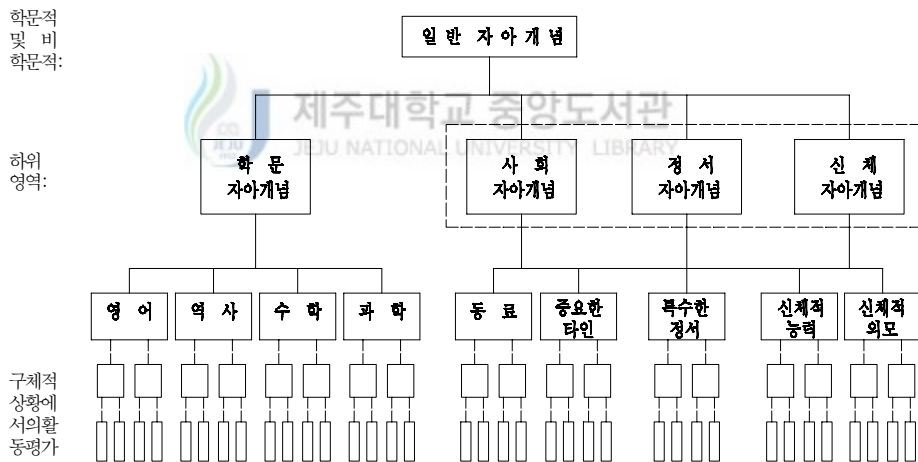 학문적
및 비
학문적:
일반 자아개념
제주대학교 중앙도서관
JEJU NATIONAL UNIVERSITY LIBRARY
하위
영역:
학 문
자아개념
사 회
자아개념
정 서
자아개념
신 체
자아개념
영 어
역 사
수 학
과 학
동 료
중요한
타인
특수한
정서
신체적
능력
신체적
외모
구체적
상황에
서의활
동평가